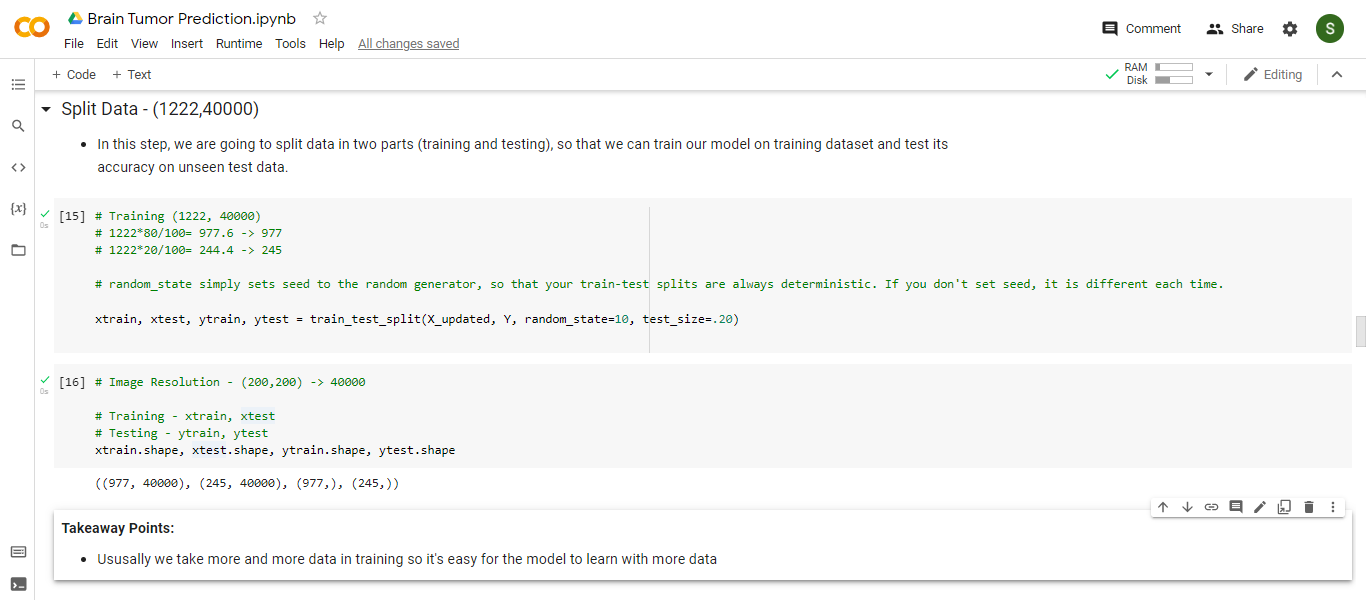 Brain Tumor Prediction.ipynb
File Edit View Insert Runtime Tools Help All changes saved
Comment Share S
+ Code + Text
RAM
Disk
Editing
Split Data - (1222,40000)
• In this step, we are going to split data in two parts (training and testing), so that we can train our model on training dataset and test its
accuracy on unseen test data.
[15] # Training (1222, 40000)
0s
# 1222*80/100= 977.6 -> 977
# 1222*20/100= 244.4 -> 245
# random_state simply sets seed to the random generator, so that your train-test splits are always deterministic. If you don't set seed, it is different each time.
xtrain, xtest, ytrain, ytest = train_test_split(X_updated, Y, random_state=10, test_size=.20)
[16] # Image Resolution - (200,200) -> 40000
0s
# Training - xtrain, xtest
# Testing - ytrain, ytest
xtrain.shape, xtest.shape, ytrain.shape, ytest.shape
((977, 40000), (245, 40000), (977,), (245,))
Takeaway Points:
• Ususally we take more and more data in training so it's easy for the model to learn with more data